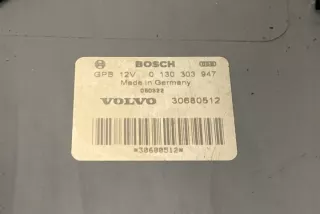 BOSCH
GPB 12V 0 130 303 947
Made in Germany
VOLVO 30680512
*30680512*